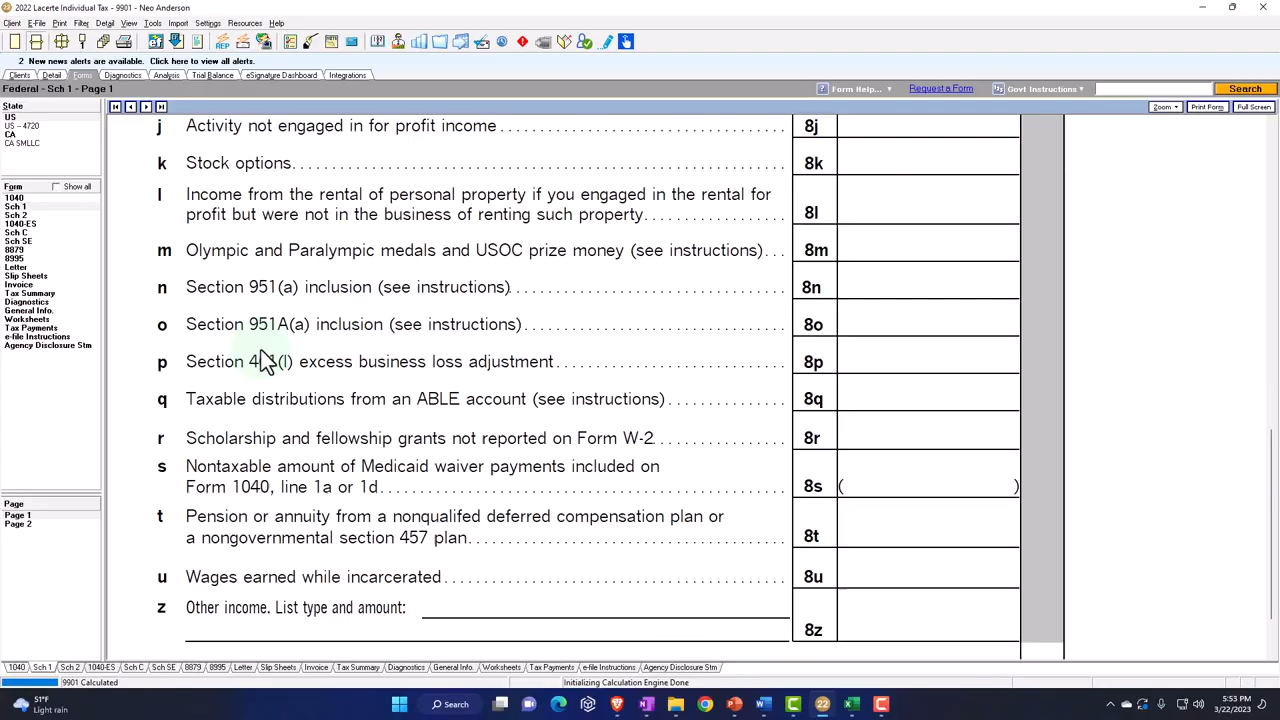 2022 Lacerte Individual Tax - 9901 - Neo Anderson
Client E-File Print Filter Detail View Tools Import Settings Resources Help
2 New news alerts are available. Click here to view all alerts.
Clients Detail Forms Diagnostics Analysis Trial Balance eSignature Dashboard Integrations
Federal - Sch 1 - Page 1 Form Help... Request a Form Govt Instructions Search
State Zoom Print Form Full Screen
US
US - 4720
CA
CA SMLLC
Form Show all
1040
Sch 1
Sch 2
1040-ES
Sch C
Sch SE
8879
8995
Letter
Slip Sheets
Invoice
Tax Summary
Diagnostics
General Info.
Worksheets
Tax Payments
e-file Instructions
Agency Disclosure Stm
Page
Page 1
Page 2
j Activity not engaged in for profit income 8j
k Stock options 8k
l Income from the rental of personal property if you engaged in the rental for
profit but were not in the business of renting such property 8l
m Olympic and Paralympic medals and USOC prize money (see instructions) 8m
n Section 951(a) inclusion (see instructions) 8n
o Section 951A(a) inclusion (see instructions) 8o
p Section (l) excess business loss adjustment 8p
q Taxable distributions from an ABLE account (see instructions) 8q
r Scholarship and fellowship grants not reported on Form W-2 8r
s Nontaxable amount of Medicaid waiver payments included on
Form 1040, line 1a or 1d 8s ( )
t Pension or annuity from a nonqualifed deferred compensation plan or
a nongovernmental section 457 plan 8t
u Wages earned while incarcerated 8u
z Other income. List type and amount:
8z
1040 Sch 1 Sch 2 1040-ES Sch C Sch SE 8879 8995 Letter Slip Sheets Invoice Tax Summary Diagnostics General Info. Worksheets Tax Payments e-file Instructions Agency Disclosure Stm
9901 Calculated Initializing Calculation Engine Done
51°F
Light rain
Search
5:53 PM
3/22/2023